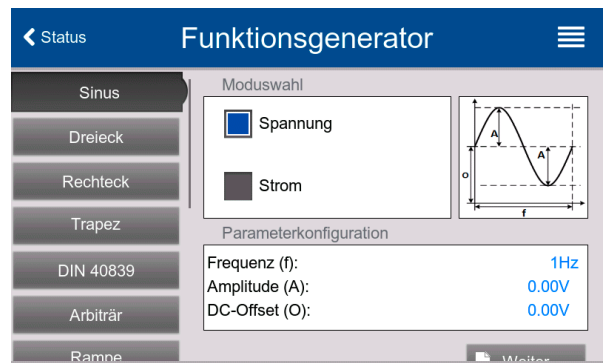 Status
Funktionsgenerator
Sinus
Dreieck
Rechteck
Trapez
DIN 40839
Arbiträr
Rampe
Moduswahl
Spannung
Strom
A
A
o
f
Parameterkonfiguration
Frequenz (f): 1Hz
Amplitude (A): 0.00V
DC-Offset (O): 0.00V
Weiter